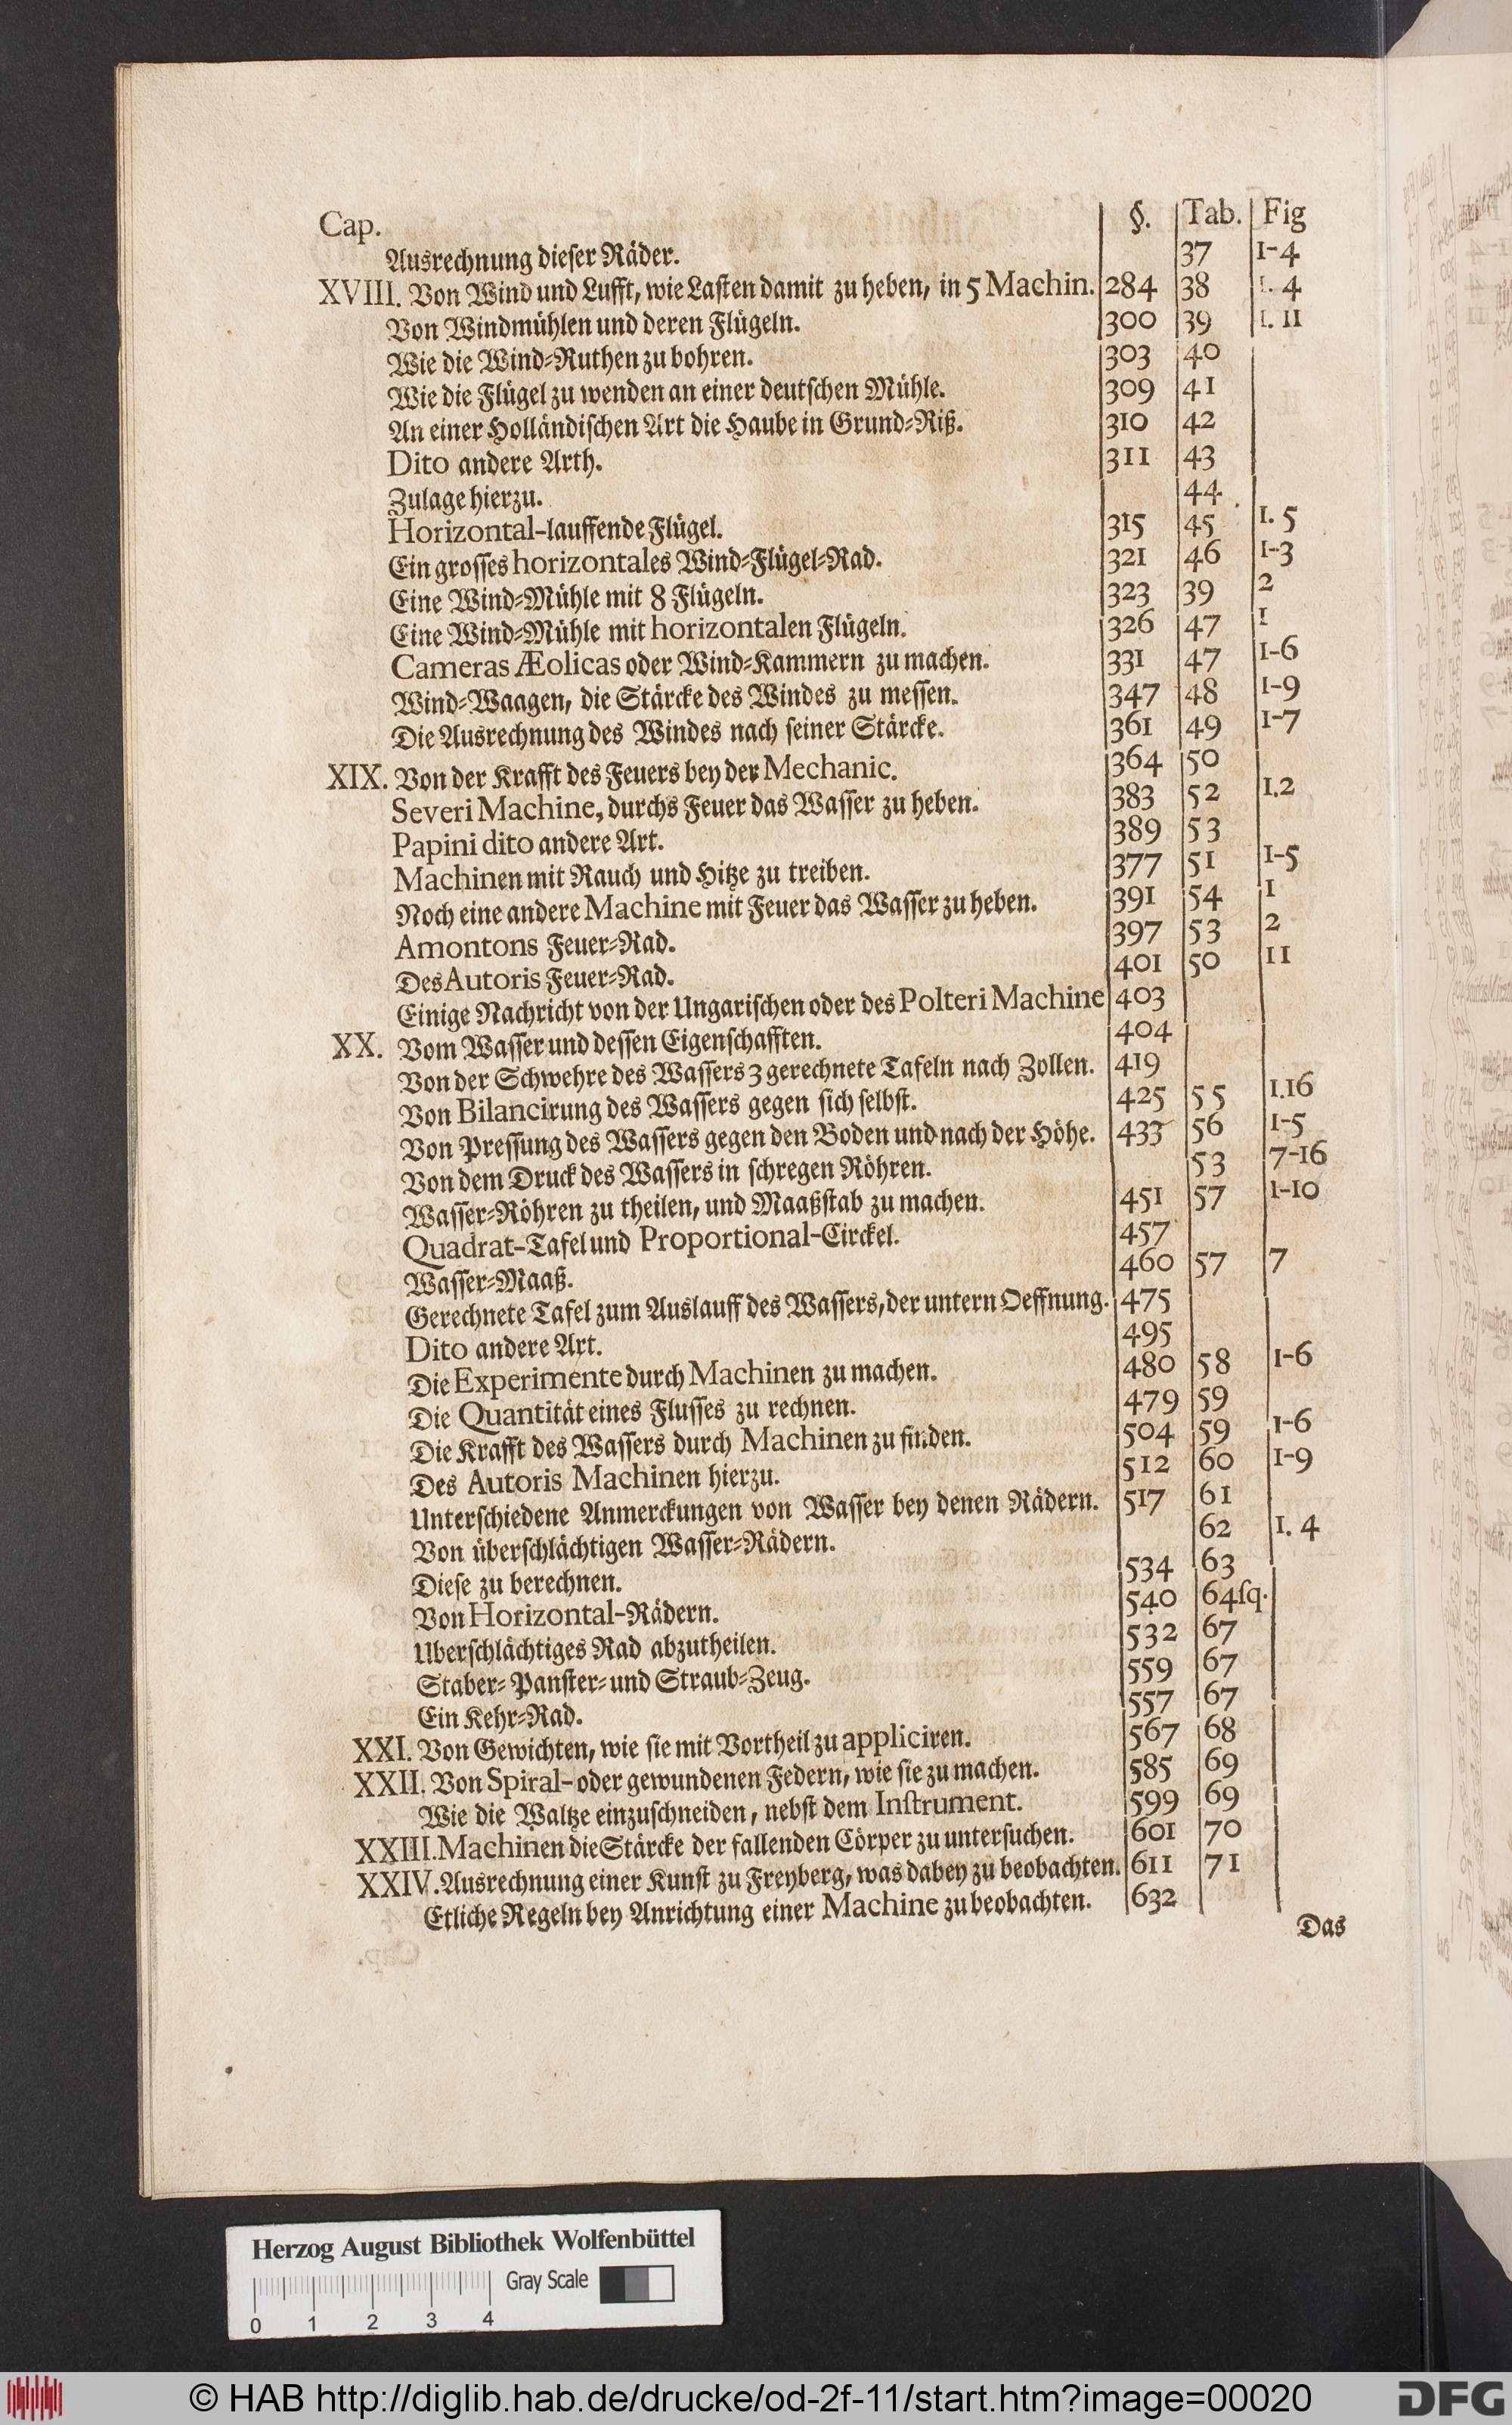 Cap. §. Tab. Fig
Ausrechnung dieser Räder. 37 1-4
XVIII. Von Wind und Lufft, wie Lasten damit zu heben, in 5 Machin. 284 38 1. 4
Von Windmühlen und deren Flügeln. 300 39 1. 11
Wie die Wind-Ruthen zu bohren. 303 40
Wie die Flügel zu wenden an einer deutschen Mühle. 309 41
An einer Holländischen Art die Haube in Grund-Riß. 310 42
Dito andere Arth. 311 43
Zulage hierzu. 44
Horizontal-lauffende Flügel. 315 45 1. 5
Ein grosses horizontales Wind-Flügel-Rad. 321 46 1-3
Eine Wind-Mühle mit 8 Flügeln. 323 39 2
Eine Wind-Mühle mit horizontalen Flügeln. 326 47 1
Cameras Æolicas oder Wind-Kammern zu machen. 331 47 1-6
Wind-Waagen, die Stärcke des Windes zu messen. 347 48 1-9
Die Ausrechnung des Windes nach seiner Stärcke. 361 49 1-7
XIX. Von der Krafft des Feuers bey der Mechanic. 364 50
Severi Machine, durchs Feuer das Wasser zu heben. 383 52 1.2
Papini dito andere Art. 389 53
Machinen mit Rauch und Hitze zu treiben. 377 51 1-5
Noch eine andere Machine mit Feuer das Wasser zu heben. 391 54 1
Amontons Feuer-Rad. 397 53 2
Des Autoris Feuer-Rad. 401 50 11
Einige Nachricht von der Ungarischen oder des Polteri Machine 403
XX. Vom Wasser und dessen Eigenschafften. 404
Von der Schwehre des Wassers 3 gerechnete Tafeln nach Zollen. 419
Von Bilancirung des Wassers gegen sich selbst. 425 55 1.16
Von Pressung des Wassers gegen den Boden und nach der Höhe. 433 56 1-5
Von dem Druck des Wassers in schregen Röhren. 53 7-16
Wasser-Röhren zu theilen, und Maaßstab zu machen. 451 57 1-10
Quadrat-Tafel und Proportional-Circkel. 457
Wasser-Maaß. 460 57 7
Gerechnete Tafel zum Auslauff des Wassers, der untern Oeffnung. 475
Dito andere Art. 495
Die Experimente durch Machinen zu machen. 480 58 1-6
Die Quantität eines Flusses zu rechnen. 479 59
Die Krafft des Wassers durch Machinen zu finden. 504 59 1-6
Des Autoris Machinen hierzu. 512 60 1-9
Unterschiedene Anmerckungen von Wasser bey denen Rädern. 517 61
Von überschlächtigen Wasser-Rädern. 62 1. 4
Diese zu berechnen. 534 63
Von Horizontal-Rädern. 540 64sq.
Uberschlächtiges Rad abzutheilen. 532 67
Staber- Panster- und Straub-Zeug. 559 67
Ein Kehr-Rad. 557 67
XXI. Von Gewichten, wie sie mit Vortheil zu appliciren. 567 68
XXII. Von Spiral- oder gewundenen Federn, wie sie zu machen. 585 69
Wie die Waltze einzuschneiden, nebst dem Instrument. 599 69
XXIII. Machinen die Stärcke der fallenden Cörper zu untersuchen. 601 70
XXIV. Ausrechnung einer Kunst zu Freyberg, was dabey zu beobachten. 611 71
Etliche Regeln bey Anrichtung einer Machine zu beobachten. 632
Das
Herzog August Bibliothek Wolfenbüttel
Gray Scale
0 1 2 3 4
© HAB http://diglib.hab.de/drucke/od-2f-11/start.htm?image=00020
DFG